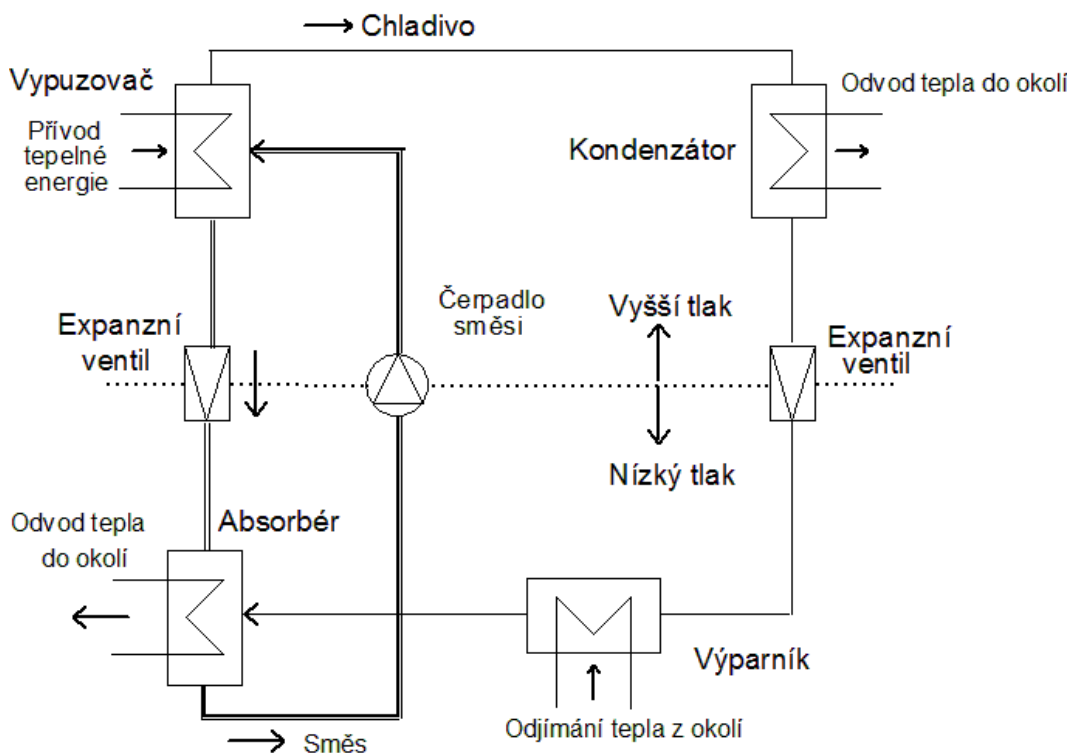 Chladivo
Vypuzovač
Odvod tepla do okolí
Přívod
tepelné
energie
Kondenzátor
Čerpadlo
směsi
Vyšší tlak
Expanzní
ventil
Expanzní
ventil
Nízký tlak
Odvod tepla
do okolí
Absorbér
Výparník
Odjímání tepla z okolí
Směs